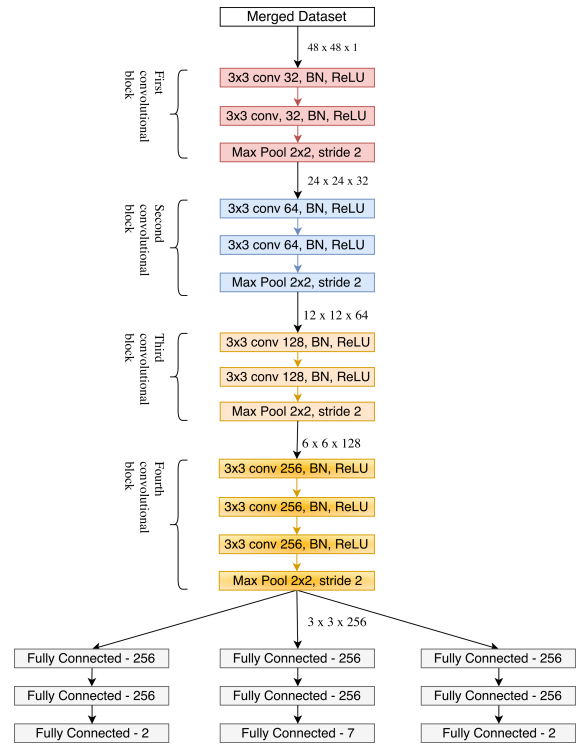 Merged Dataset
48 x 48 x 1
First
convolutional
block
3x3 conv 32, BN, ReLU
3x3 conv, 32, BN, ReLU
Max Pool 2x2, stride 2
24 x 24 x 32
Second
convolutional
block
3x3 conv 64, BN, ReLU
3x3 conv 64, BN, ReLU
Max Pool 2x2, stride 2
12 x 12 x 64
Third
convolutional
block
3x3 conv 128, BN, ReLU
3x3 conv 128, BN, ReLU
Max Pool 2x2, stride 2
6 x 6 x 128
Fourth
convolutional
block
3x3 conv 256, BN, ReLU
3x3 conv 256, BN, ReLU
3x3 conv 256, BN, ReLU
Max Pool 2x2, stride 2
3 x 3 x 256
Fully Connected - 256
Fully Connected - 256
Fully Connected - 2
Fully Connected - 256
Fully Connected - 256
Fully Connected - 7
Fully Connected - 256
Fully Connected - 256
Fully Connected - 2